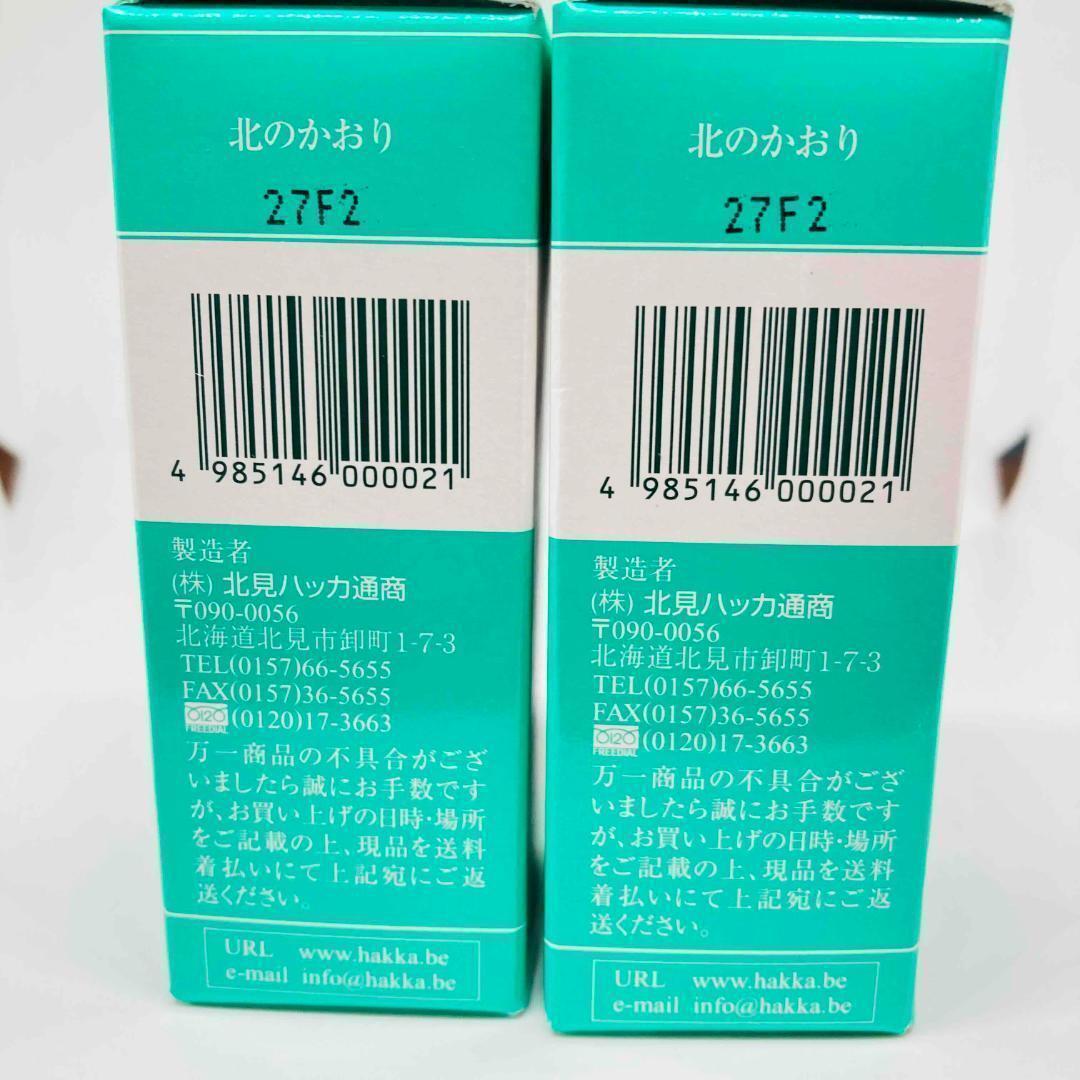 北のかおり
27F2
4 985146 000021
製造者
(株) 北見ハッカ通商
〒090-0056
北海道北見市卸町1-7-3
TEL(0157)66-5655
FAX(0157)36-5655
0120 FREEDIAL (0120)17-3663
万一商品の不具合がござ
いましたら誠にお手数です
が、お買い上げの日時・場所
をご記載の上、現品を送料
着払いにて上記宛にご返
送ください。
URL www.hakka.be
e-mail info@hakka.be
北のかおり
27F2
4 985146 000021
製造者
(株) 北見ハッカ通商
〒090-0056
北海道北見市卸町1-7-3
TEL(0157)66-5655
FAX(0157)36-5655
0120 FREEDIAL (0120)17-3663
万一商品の不具合がござ
いましたら誠にお手数です
が、お買い上げの日時・場所
をご記載の上、現品を送料
着払いにて上記宛にご返
送ください。
URL www.hakka.be
e-mail info@hakka.be